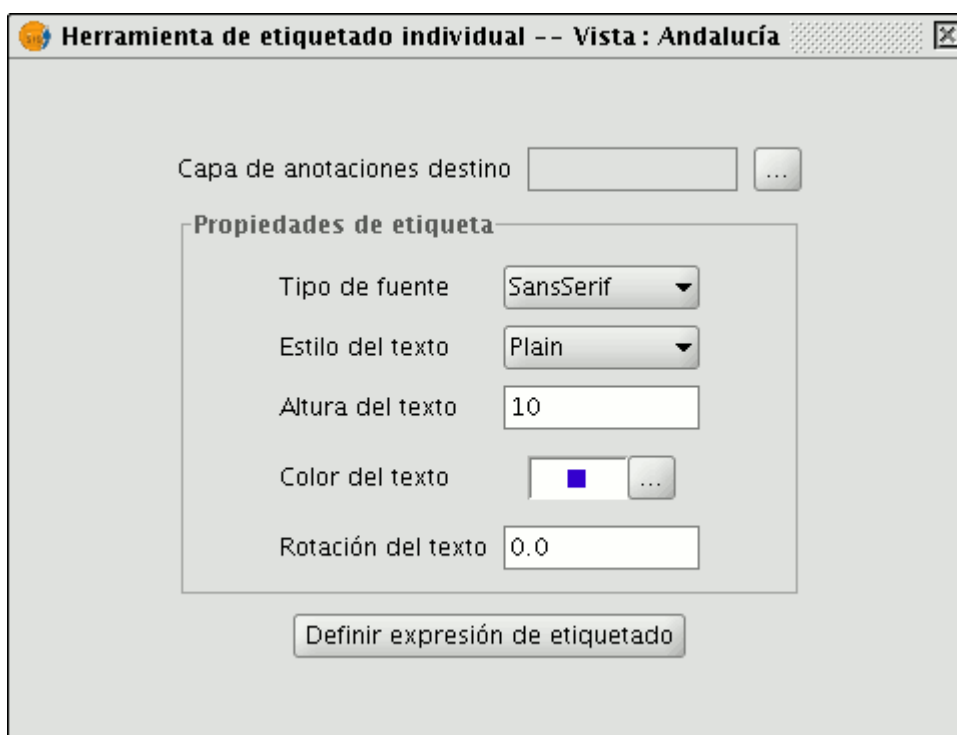 Herramienta de etiquetado individual -- Vista: Andalucía
Capa de anotaciones destino ...
Propiedades de etiqueta
Tipo de fuente SansSerif
Estilo del texto Plain
Altura del texto 10
Color del texto ...
Rotación del texto 0.0
Definir expresión de etiquetado